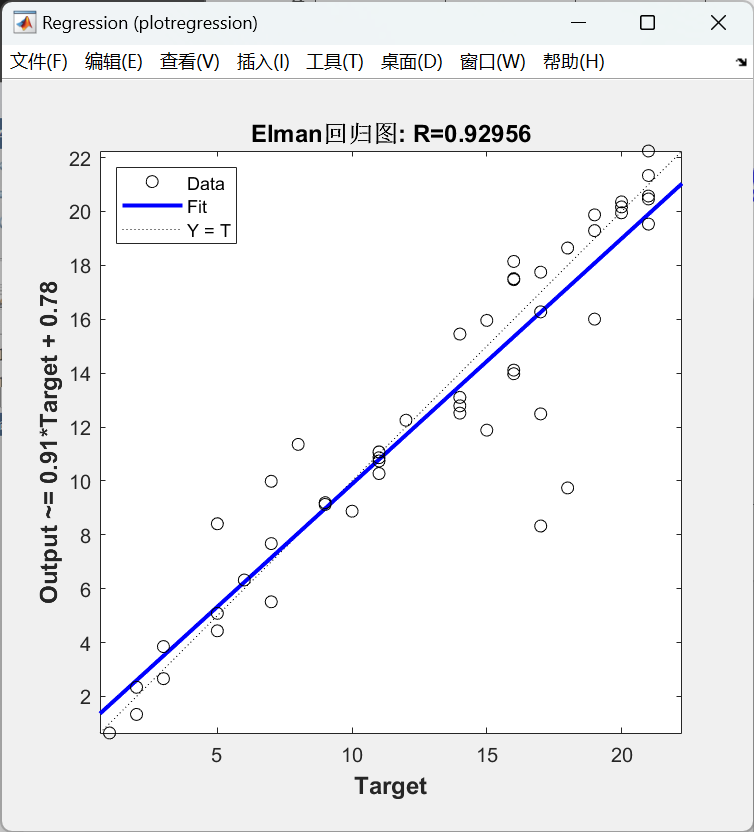 Regression (plotregression)
文件(F) 编辑(E) 查看(V) 插入(I) 工具(T) 桌面(D) 窗口(W) 帮助(H)
Elman回归图: R=0.92956
Data
Fit
Y = T
Output ~= 0.91*Target + 0.78
22
20
18
16
14
12
10
8
6
4
2
5 10 15 20
Target